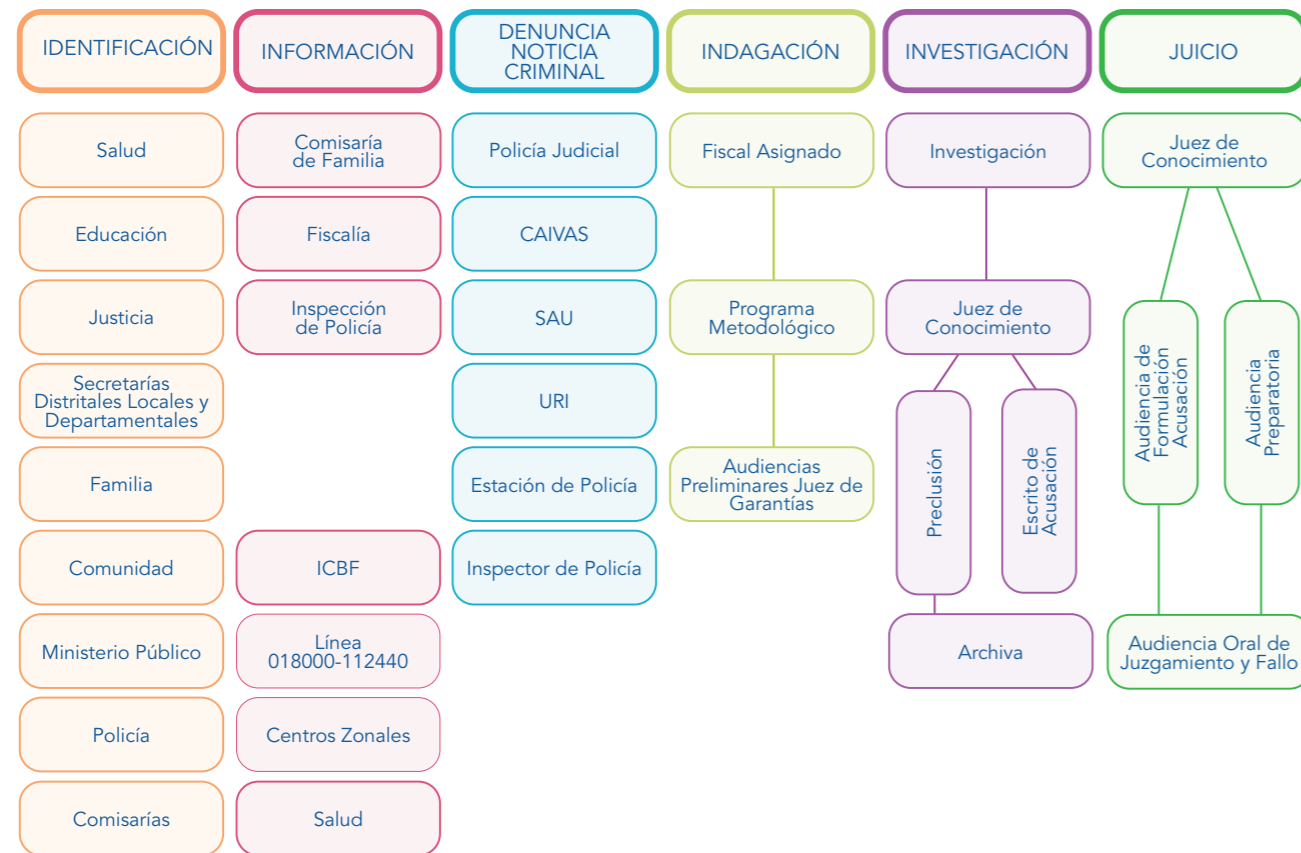 IDENTIFICACIÓN
INFORMACIÓN
DENUNCIA
NOTICIA
CRIMINAL
INDAGACIÓN
INVESTIGACIÓN
JUICIO
Salud
Educación
Justicia
Secretarías
Distritales Locales y
Departamentales
Familia
Comunidad
Ministerio Público
Policía
Comisarías
Comisaría
de Familia
Fiscalía
Inspección
de Policía
ICBF
Línea
018000-112440
Centros Zonales
Salud
Policía Judicial
CAIVAS
SAU
URI
Estación de Policía
Inspector de Policía
Fiscal Asignado
Programa
Metodológico
Audiencias
Preliminares Juez de
Garantías
Investigación
Juez de
Conocimiento
Preclusión
Escrito de
Acusación
Archiva
Juez de
Conocimiento
Audiencia de
Formulación
Acusación
Audiencia
Preparatoria
Audiencia Oral de
Juzgamiento y Fallo